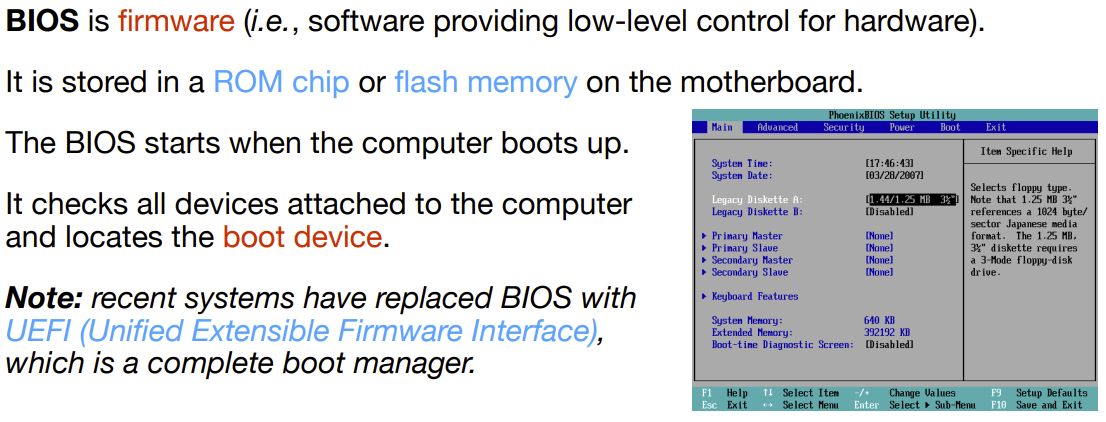 BIOS is firmware (i.e., software providing low-level control for hardware).
It is stored in a ROM chip or flash memory on the motherboard.
The BIOS starts when the computer boots up.
It checks all devices attached to the computer
and locates the boot device.
Note: recent systems have replaced BIOS with
UEFI (Unified Extensible Firmware Interface),
which is a complete boot manager.
PhoenixBIOS Setup Utility
Main Advanced Security Power Boot Exit
System Time: [17:46:43]
System Date: [03/28/2007]
Legacy Diskette A: [1.44/1.25 MB 3½"]
Legacy Diskette B: [Disabled]
Primary Master [None]
Primary Slave [None]
Secondary Master [None]
Secondary Slave [None]
Keyboard Features
System Memory: 640 KB
Extended Memory: 392192 KB
Boot-time Diagnostic Screen: [Disabled]
Item Specific Help
Selects floppy type.
Note that 1.25 MB 3½"
references a 1024 byte/
sector Japanese media
format. The 1.25 MB,
3½" diskette requires
a 3-Mode floppy-disk
drive.
F1 Help ↑↓ Select Item -/+ Change Values F9 Setup Defaults
Esc Exit ↔ Select Menu Enter Select ▸ Sub-Menu F10 Save and Exit